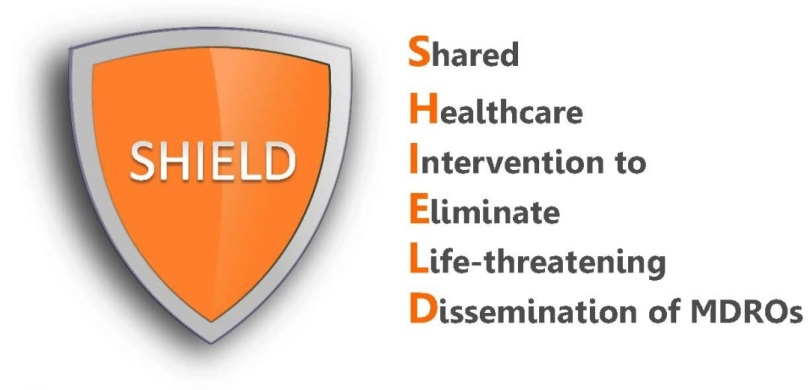 SHIELD
Shared
Healthcare
Intervention to
Eliminate
Life-threatening
Dissemination of MDROs